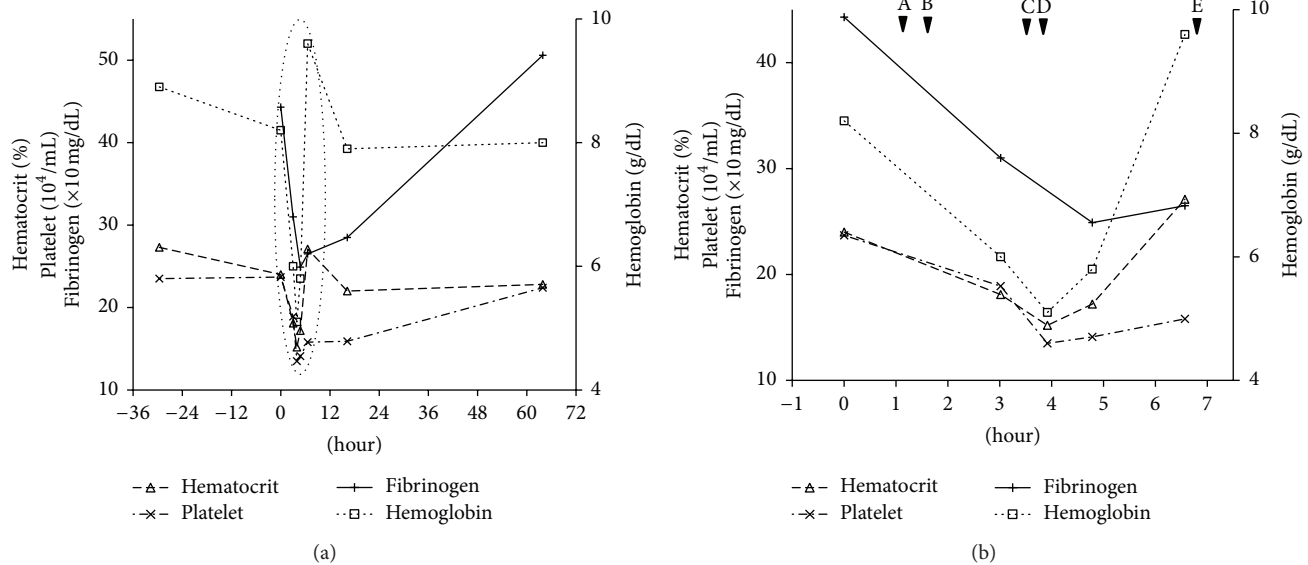 Hematocrit (%)
Platelet (10⁴/mL)
Fibrinogen (×10 mg/dL)
50
40
30
20
10
10
8
6
4
Hemoglobin (g/dL)
−36 −24 −12 0 12 24 36 48 60 72
(hour)
Hematocrit
Platelet
Fibrinogen
Hemoglobin
(a)
A B C D E
Hematocrit (%)
Platelet (10⁴/mL)
Fibrinogen (×10 mg/dL)
40
30
20
10
10
8
6
4
Hemoglobin (g/dL)
−1 0 1 2 3 4 5 6 7
(hour)
Hematocrit
Platelet
Fibrinogen
Hemoglobin
(b)